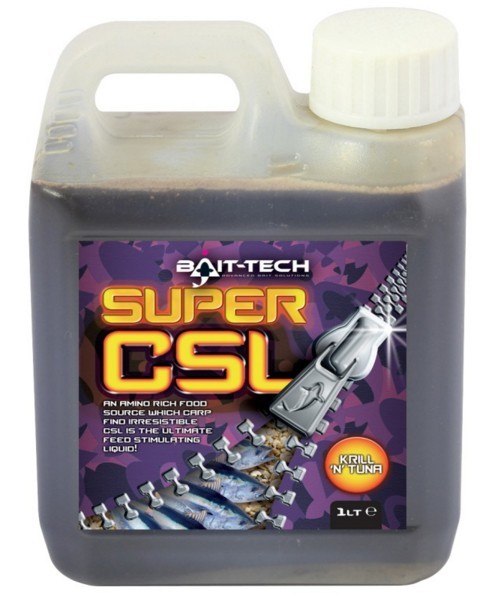 BAIT-TECH
ADVANCED BAIT SOLUTIONS
SUPER
CSL
AN AMINO RICH FOOD
SOURCE WHICH CARP
FIND IRRESISTIBLE
CSL IS THE ULTIMATE
FEED STIMULATING
LIQUID!
KRILL
'N' TUNA
1LT ℮